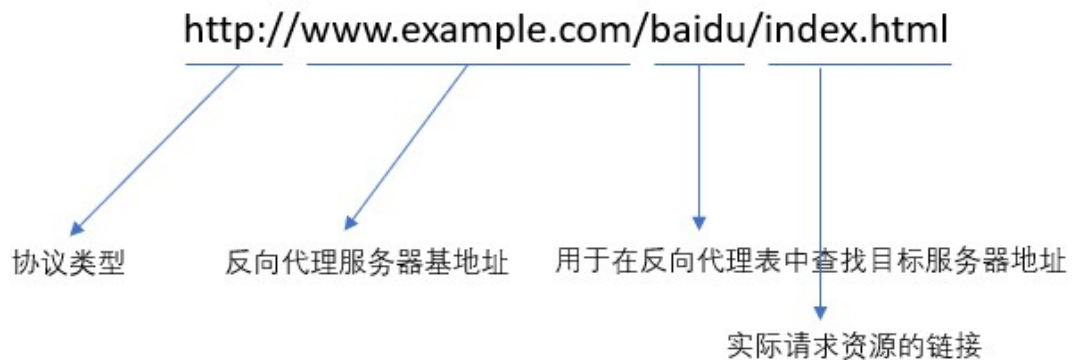 http://www.example.com/baidu/index.html
协议类型
反向代理服务器基地址
用于在反向代理表中查找目标服务器地址
实际请求资源的链接